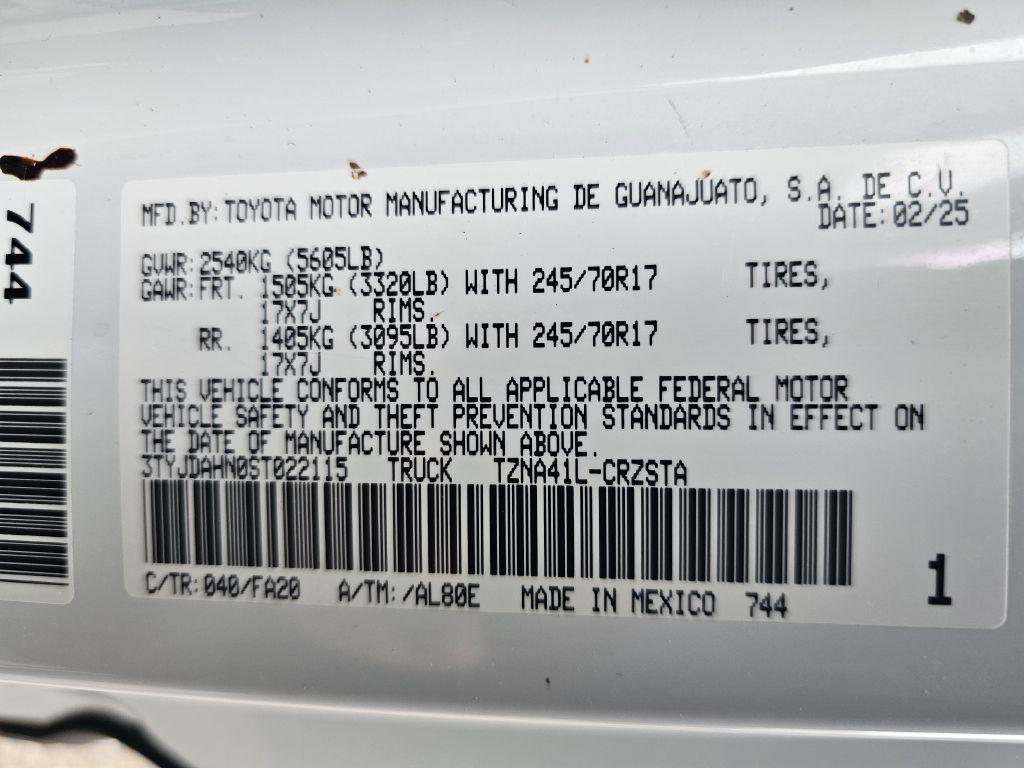 MFD.BY:TOYOTA MOTOR MANUFACTURING DE GUANAJUATO, S.A. DE C.V.
DATE:02/25
GVWR:2540KG (5605LB)
GAWR:FRT. 1505KG (3320LB) WITH 245/70R17 TIRES,
17X7J RIMS.
RR. 1405KG (3095LB) WITH 245/70R17 TIRES,
17X7J RIMS.
THIS VEHICLE CONFORMS TO ALL APPLICABLE FEDERAL MOTOR
VEHICLE SAFETY AND THEFT PREVENTION STANDARDS IN EFFECT ON
THE DATE OF MANUFACTURE SHOWN ABOVE.
3TYJDAHN0ST022115 TRUCK TZNA41L-CRZSTA
C/TR:040/FA20 A/TM:/AL80E MADE IN MEXICO 744
1
744